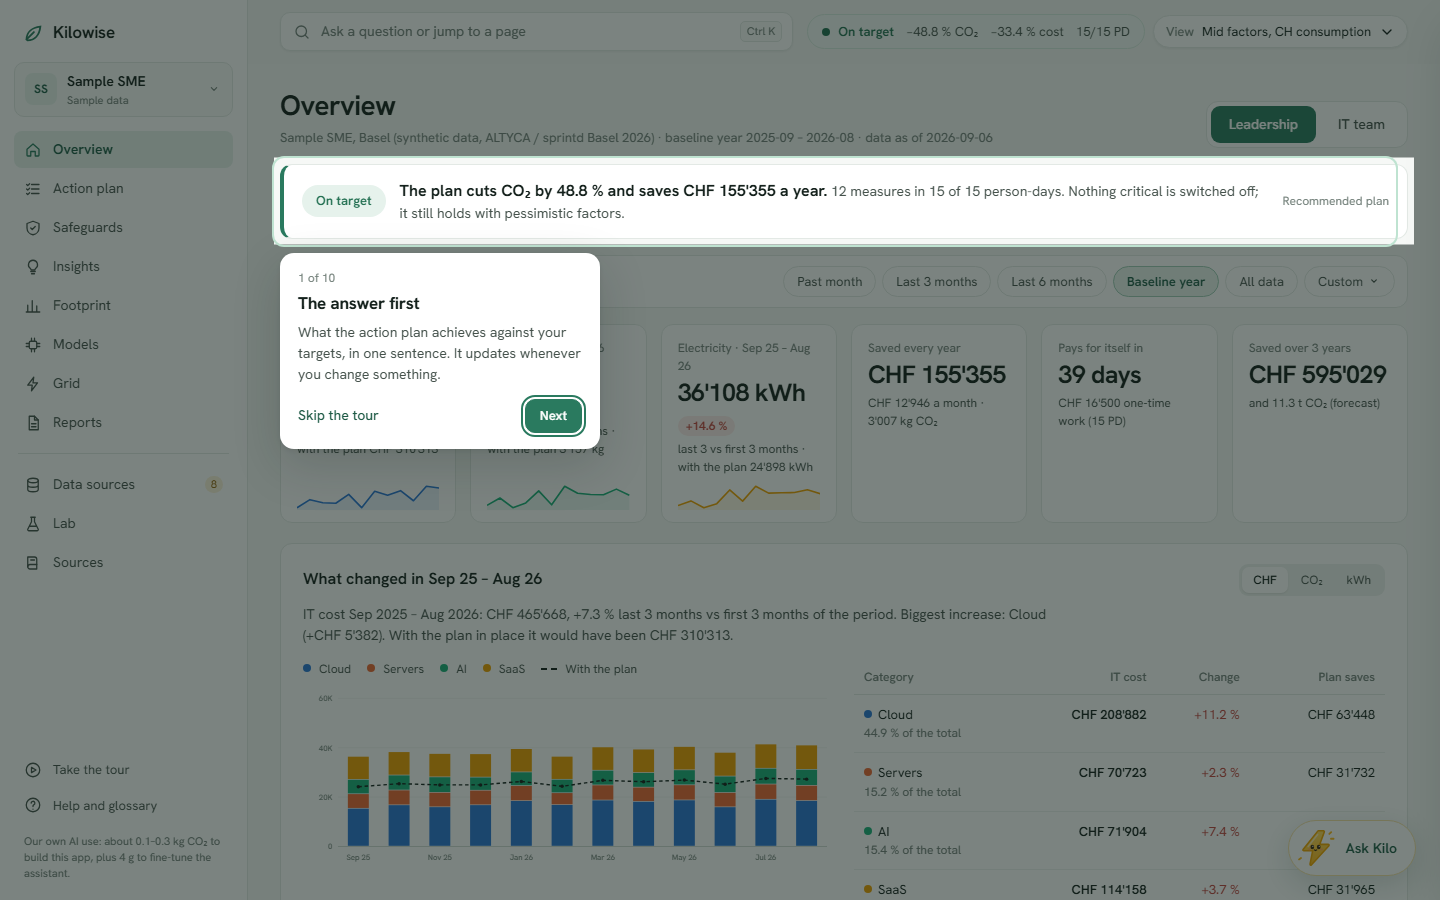 Kilowise
SS
Sample SME
Sample data
Overview
Action plan
Safeguards
Insights
Footprint
Models
Grid
Reports
Data sources
8
Lab
Sources
Take the tour
Help and glossary
Our own AI use: about 0.1–0.3 kg CO₂ to
build this app, plus 4 g to fine-tune the
assistant.
Ask a question or jump to a page
Ctrl K
On target −48.8 % CO₂ −33.4 % cost 15/15 PD
View Mid factors, CH consumption
Overview
Sample SME, Basel (synthetic data, ALTYCA / sprintd Basel 2026) · baseline year 2025-09 – 2026-08 · data as of 2026-09-06
Leadership
IT team
On target
The plan cuts CO₂ by 48.8 % and saves CHF 155'355 a year. 12 measures in 15 of 15 person-days. Nothing critical is switched off;
it still holds with pessimistic factors.
Recommended plan
1 of 10
The answer first
What the action plan achieves against your
targets, in one sentence. It updates whenever
you change something.
Skip the tour
Next
Past month
Last 3 months
Last 6 months
Baseline year
All data
Custom
Electricity · Sep 25 – Aug
26
36'108 kWh
+14.6 %
last 3 vs first 3 months ·
with the plan 24'898 kWh
Saved every year
CHF 155'355
CHF 12'946 a month ·
3'007 kg CO₂
Pays for itself in
39 days
CHF 16'500 one-time
work (15 PD)
Saved over 3 years
CHF 595'029
and 11.3 t CO₂ (forecast)
What changed in Sep 25 – Aug 26
CHF
CO₂
kWh
IT cost Sep 2025 – Aug 2026: CHF 465'668, +7.3 % last 3 months vs first 3 months of the period. Biggest increase: Cloud
(+CHF 5'382). With the plan in place it would have been CHF 310'313.
Cloud
Servers
AI
SaaS
With the plan
60K
40K
20K
0
Sep 25
Nov 25
Jan 26
Mar 26
May 26
Jul 26
Category IT cost Change Plan saves
Cloud CHF 208'882 +11.2 % CHF 63'448
44.9 % of the total
Servers CHF 70'723 +2.3 % CHF 31'732
15.2 % of the total
AI CHF 71'904 +7.4 %
15.4 % of the total
SaaS CHF 114'158 +3.7 % CHF 31'965
Ask Kilo